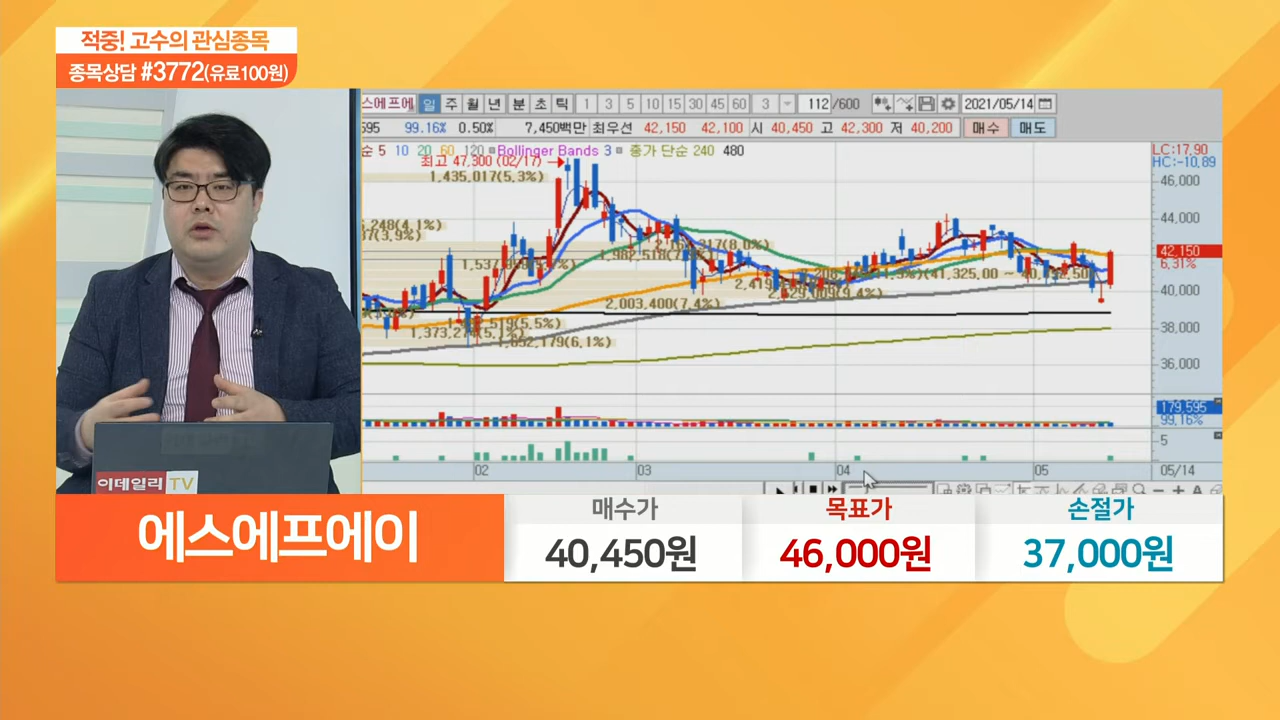 적중! 고수의 관심종목
종목상담 #3772(유료100원)
스에프에 일 주 월 년 분 초 틱 1 3 5 10 15 30 45 60 3 112/600 2021/05/14
595 99.16% 0.50% 7,450백만 최우선 42,150 42,100 시 40,450 고 42,300 저 40,200 매수 매도
순 5 10 20 60 120 Bollinger Bands 3 종가 단순 240 480
LC:17.90
HC:-10.89
최고 47,300 (02/17)
1,435,017(5.3%)
46,000
248(4.1%)
37(3.9%)
44,000
42,150
6.31%
40,000
2,003,400(7.4%)
38,000
36,000
179,595
99.16%
5
02 03 04 05 05/14
이데일리 TV
에스에프에이
매수가 목표가 손절가
40,450원 46,000원 37,000원